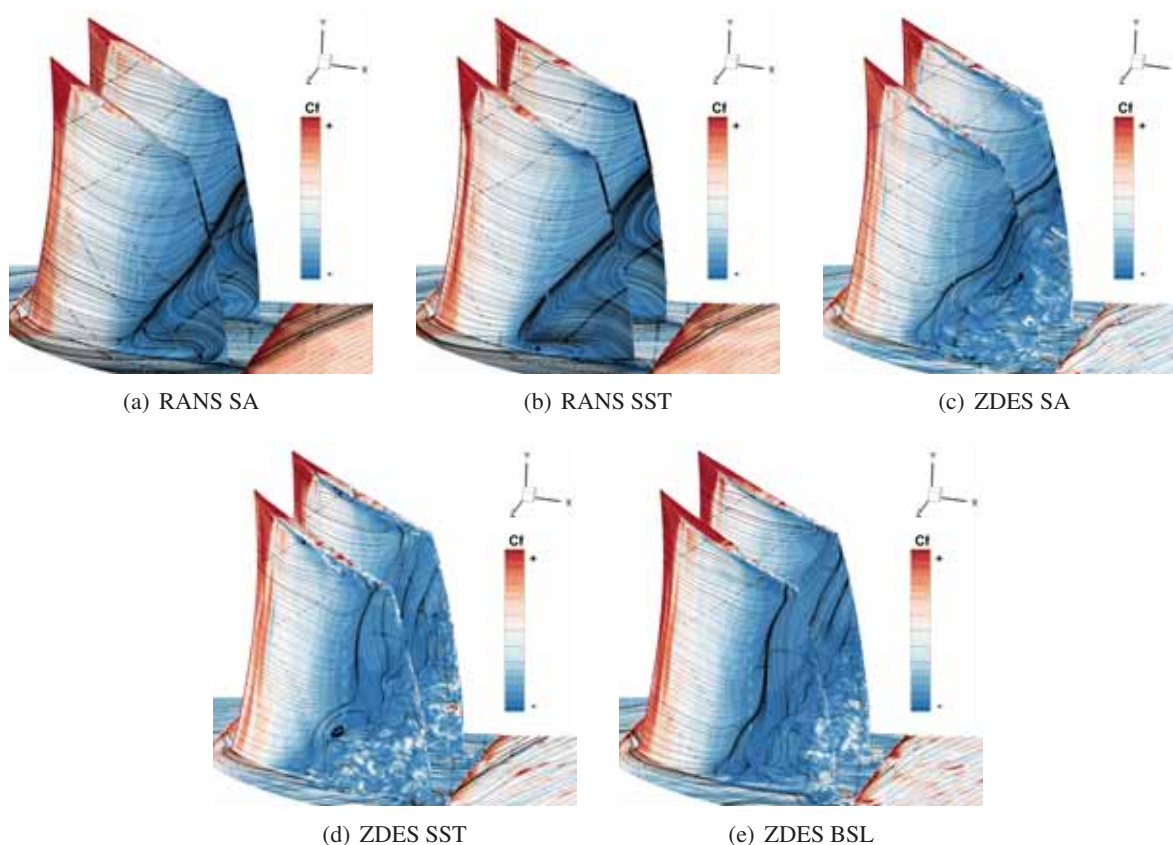 Y
X
Z
Cf
+
-
Y
X
Z
Cf
+
-
Y
X
Z
Cf
+
-
(a) RANS SA
(b) RANS SST
(c) ZDES SA
Y
X
Z
Cf
+
-
Y
X
Z
Cf
+
-
(d) ZDES SST
(e) ZDES BSL